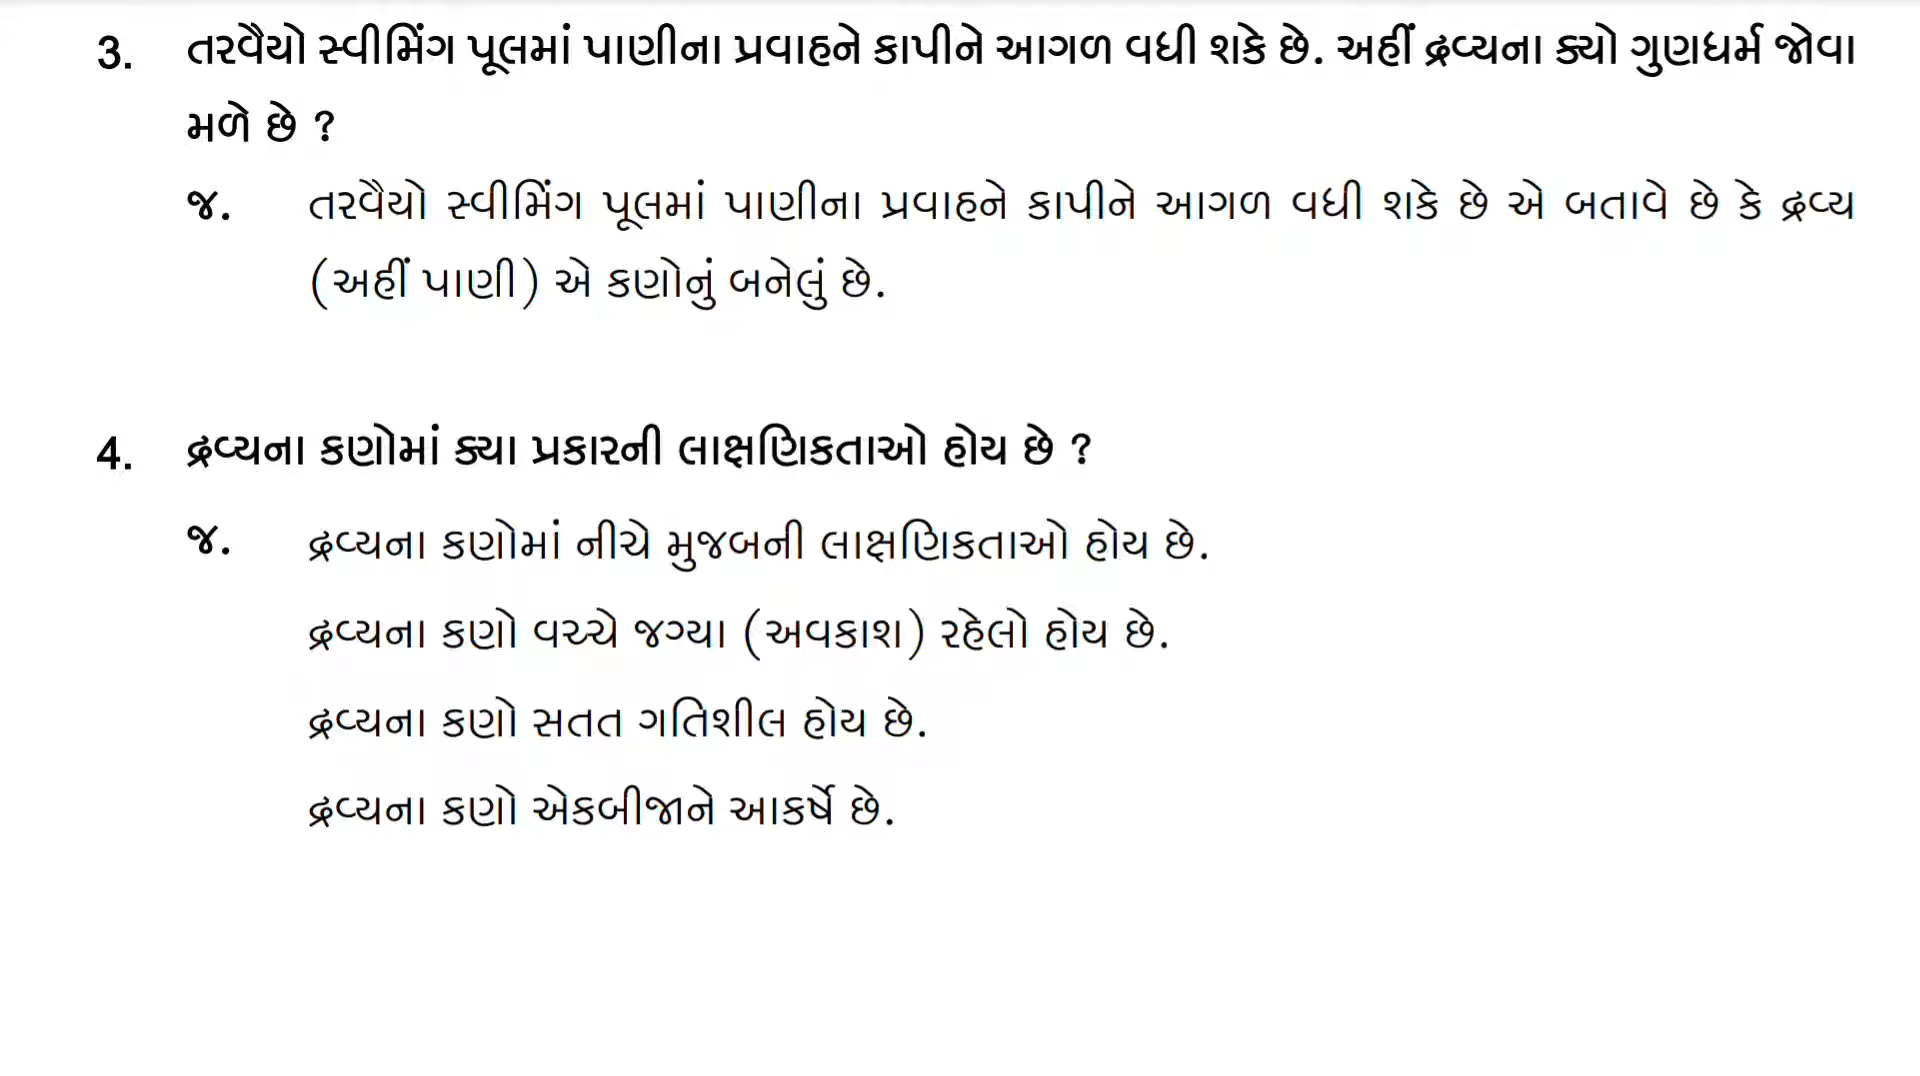 3. તરવૈયો સ્વીમિંગ પૂલમાં પાણીના પ્રવાહને કાપીને આગળ વધી શકે છે. અહીં દ્રવ્યના ક્યો ગુણધર્મ જોવા
મળે છે ?
જ. તરવૈયો સ્વીમિંગ પૂલમાં પાણીના પ્રવાહને કાપીને આગળ વધી શકે છે એ બતાવે છે કે દ્રવ્ય
(અહીં પાણી) એ કણોનું બનેલું છે.
4. દ્રવ્યના કણોમાં ક્યા પ્રકારની લાક્ષણિકતાઓ હોય છે ?
જ. દ્રવ્યના કણોમાં નીચે મુજબની લાક્ષણિકતાઓ હોય છે.
દ્રવ્યના કણો વચ્ચે જગ્યા (અવકાશ) રહેલો હોય છે.
દ્રવ્યના કણો સતત ગતિશીલ હોય છે.
દ્રવ્યના કણો એકબીજાને આકર્ષે છે.